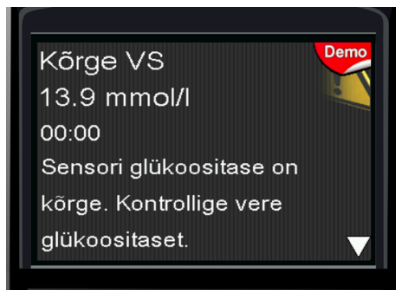 Kõrge VS
Demo
13.9 mmol/l
00:00
Sensori glükoositase on
kõrge. Kontrollige vere
glükoositaset.